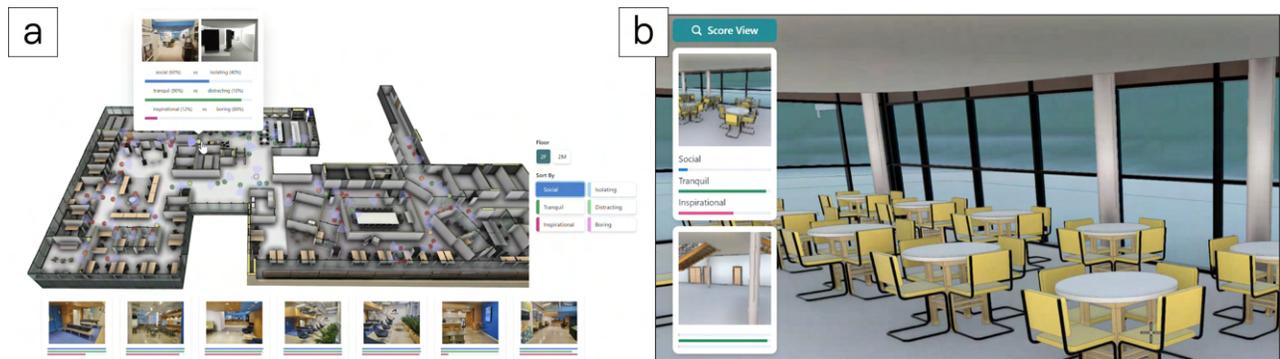 a
social (60%) vs isolating (40%)
tranquil (90%) vs distracting (10%)
inspirational (12%) vs boring (88%)
Floor
2F 2M
Sort By
Social Isolating
Tranquil Distracting
Inspirational Boring
b
Score View
Social
Tranquil
Inspirational